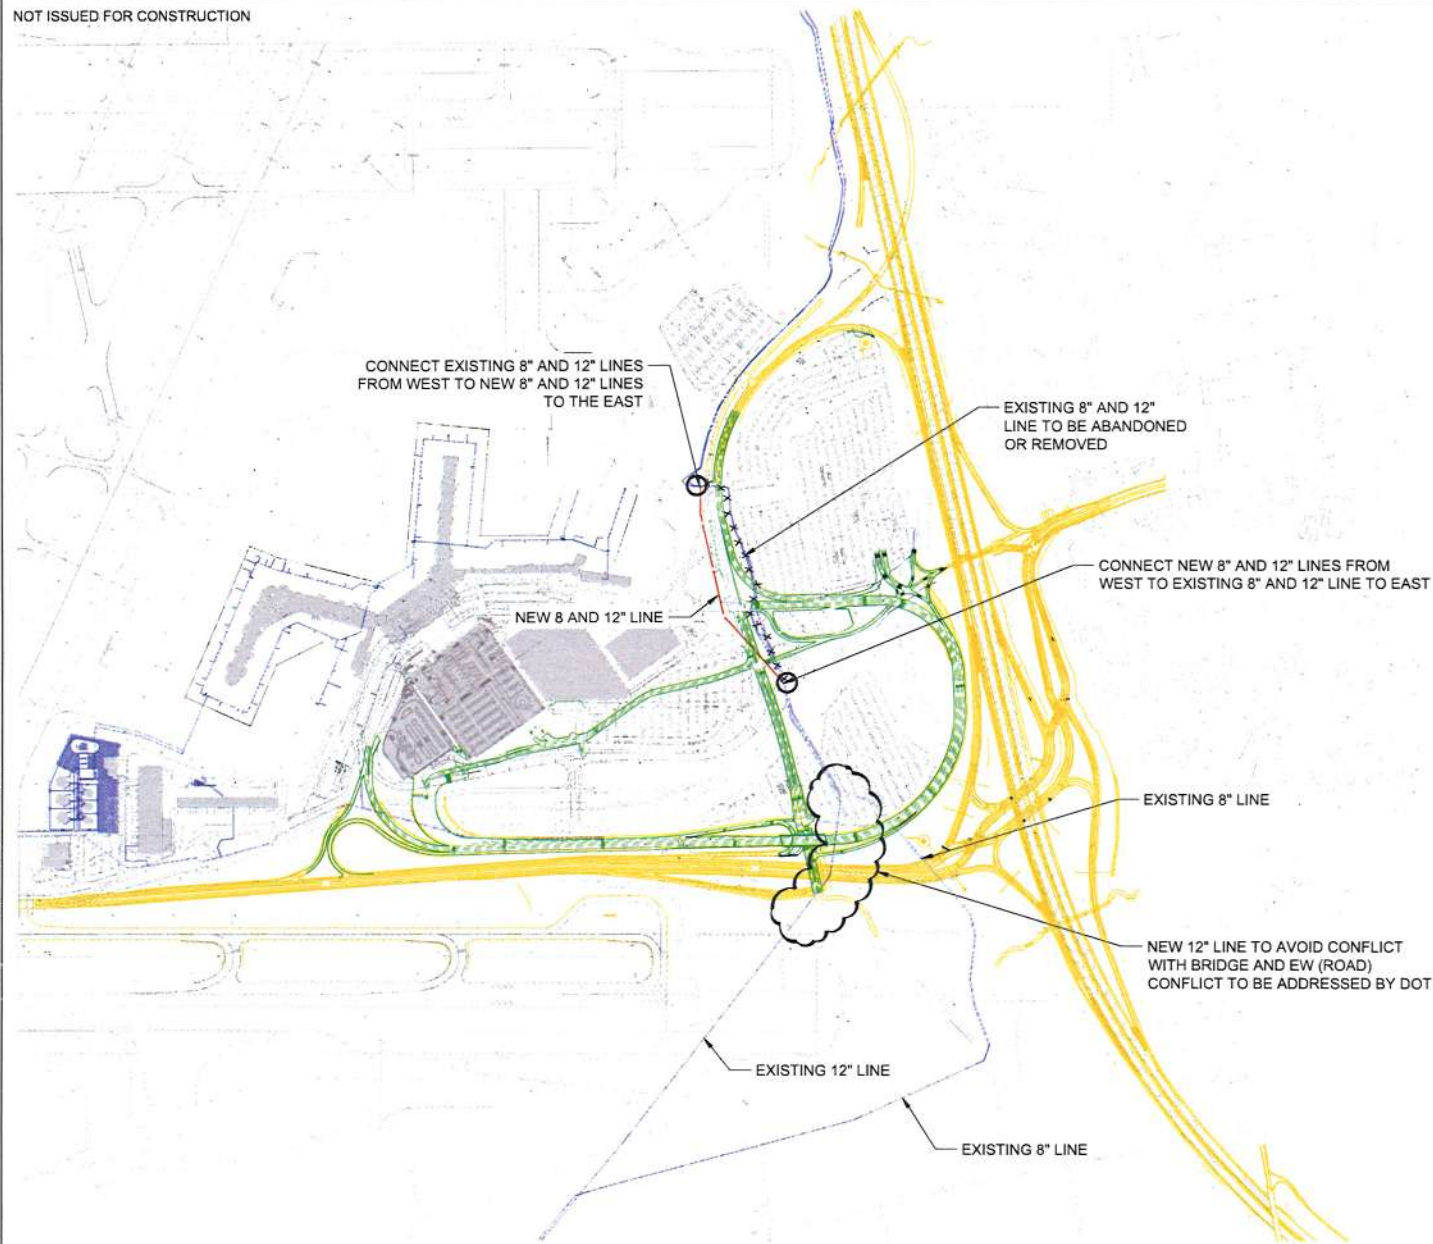 NOT ISSUED FOR CONSTRUCTION
CONNECT EXISTING 8" AND 12" LINES
FROM WEST TO NEW 8" AND 12" LINES
TO THE EAST
EXISTING 8" AND 12"
LINE TO BE ABANDONED
OR REMOVED
CONNECT NEW 8" AND 12" LINES FROM
WEST TO EXISTING 8" AND 12" LINE TO EAST
NEW 8 AND 12" LINE
EXISTING 8" LINE
NEW 12" LINE TO AVOID CONFLICT
WITH BRIDGE AND EW (ROAD)
CONFLICT TO BE ADDRESSED BY DOT
EXISTING 12" LINE
EXISTING 8" LINE